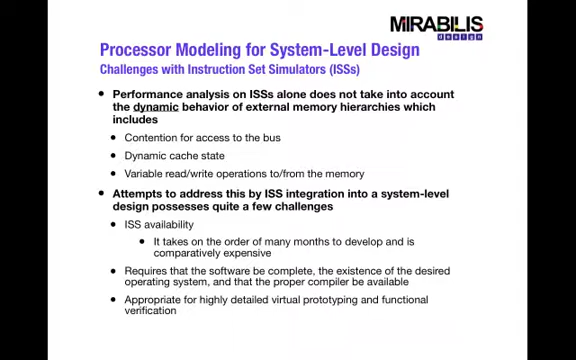 MIRABILIS
design
Processor Modeling for System-Level Design
Challenges with Instruction Set Simulators (ISSs)
• Performance analysis on ISSs alone does not take into account
the dynamic behavior of external memory hierarchies which
includes
• Contention for access to the bus
• Dynamic cache state
• Variable read/write operations to/from the memory
• Attempts to address this by ISS integration into a system-level
design possesses quite a few challenges
• ISS availability
• It takes on the order of many months to develop and is
comparatively expensive
• Requires that the software be complete, the existence of the desired
operating system, and that the proper compiler be available
• Appropriate for highly detailed virtual prototyping and functional
verification